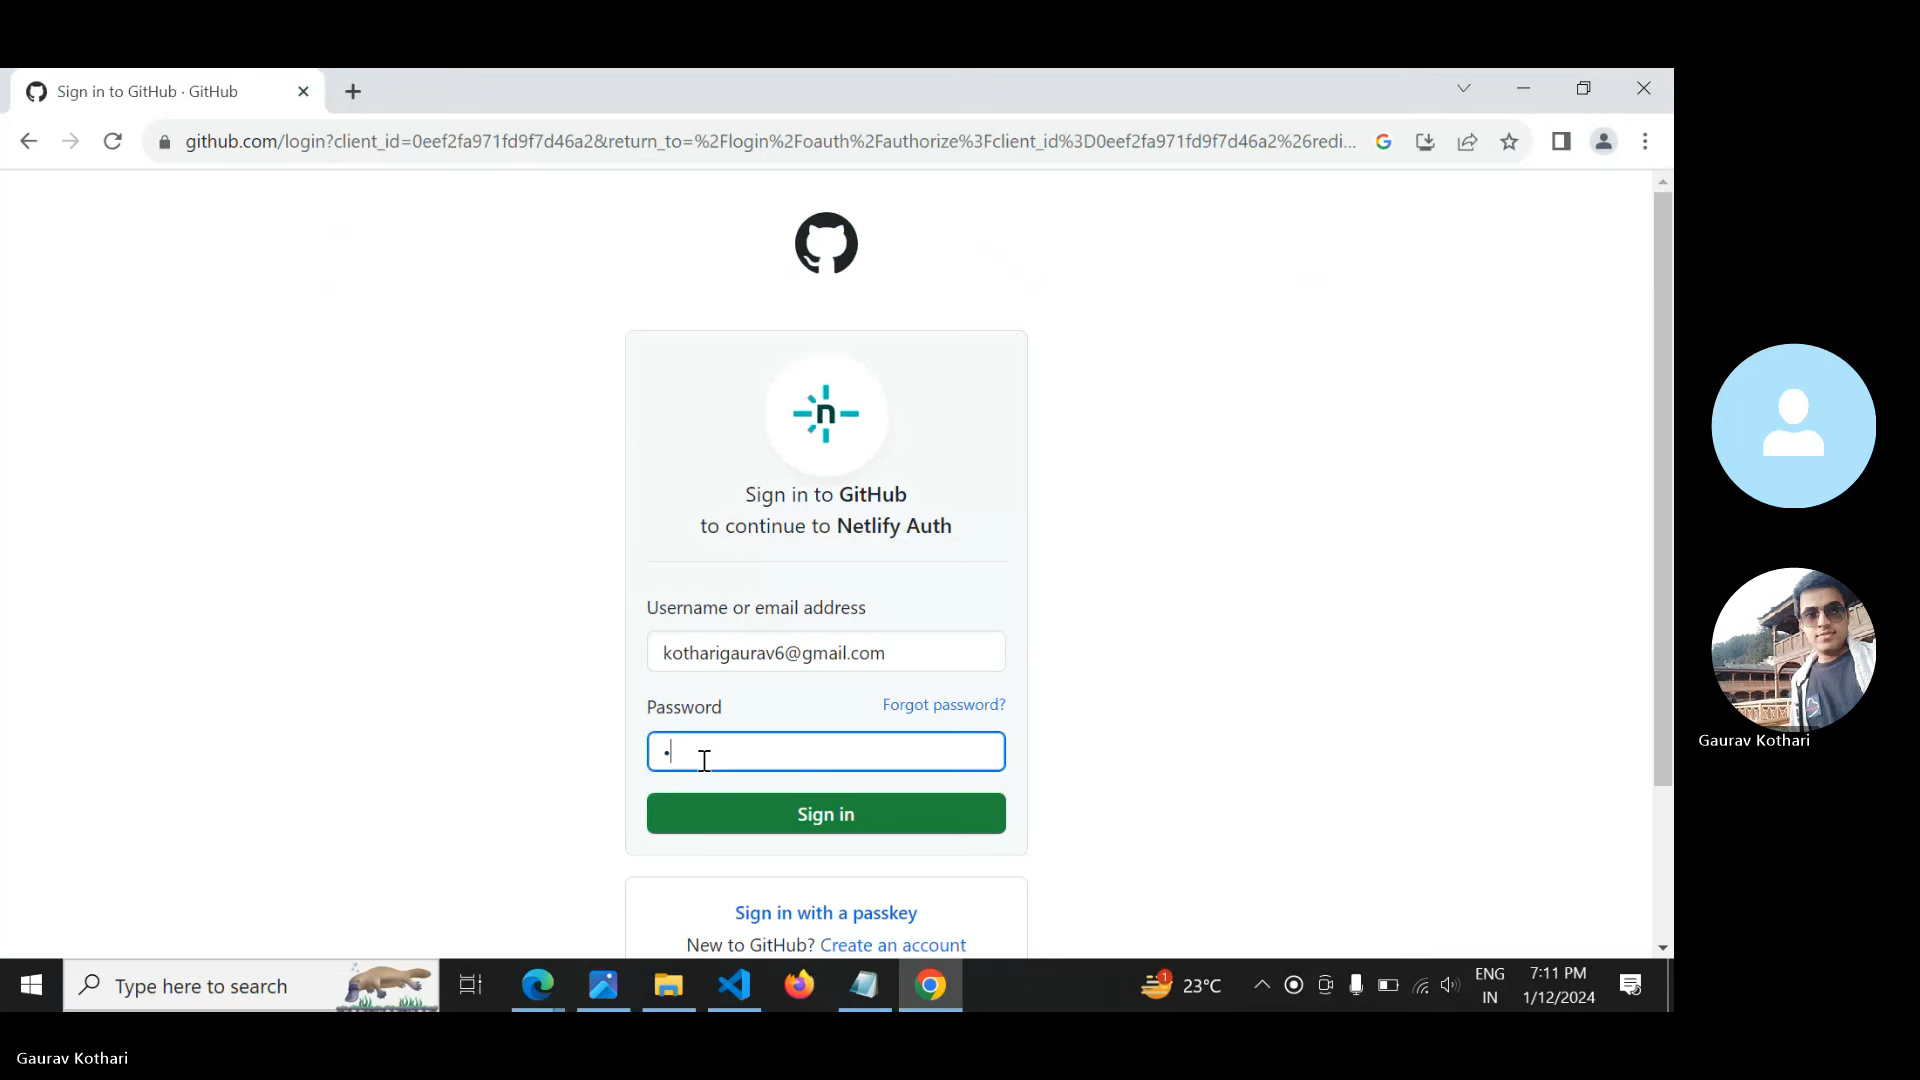 Sign in to GitHub · GitHub
github.com/login?client_id=0eef2fa971fd9f7d46a2&return_to=%2Flogin%2Foauth%2Fauthorize%3Fclient_id%3D0eef2fa971fd9f7d46a2%26redi...
n
Sign in to GitHub
to continue to Netlify Auth
Username or email address
kotharigaurav6@gmail.com
Password
Forgot password?
Sign in
Sign in with a passkey
New to GitHub? Create an account
Gaurav Kothari
Type here to search
1
23°C
ENG
IN
7:11 PM
1/12/2024
Gaurav Kothari